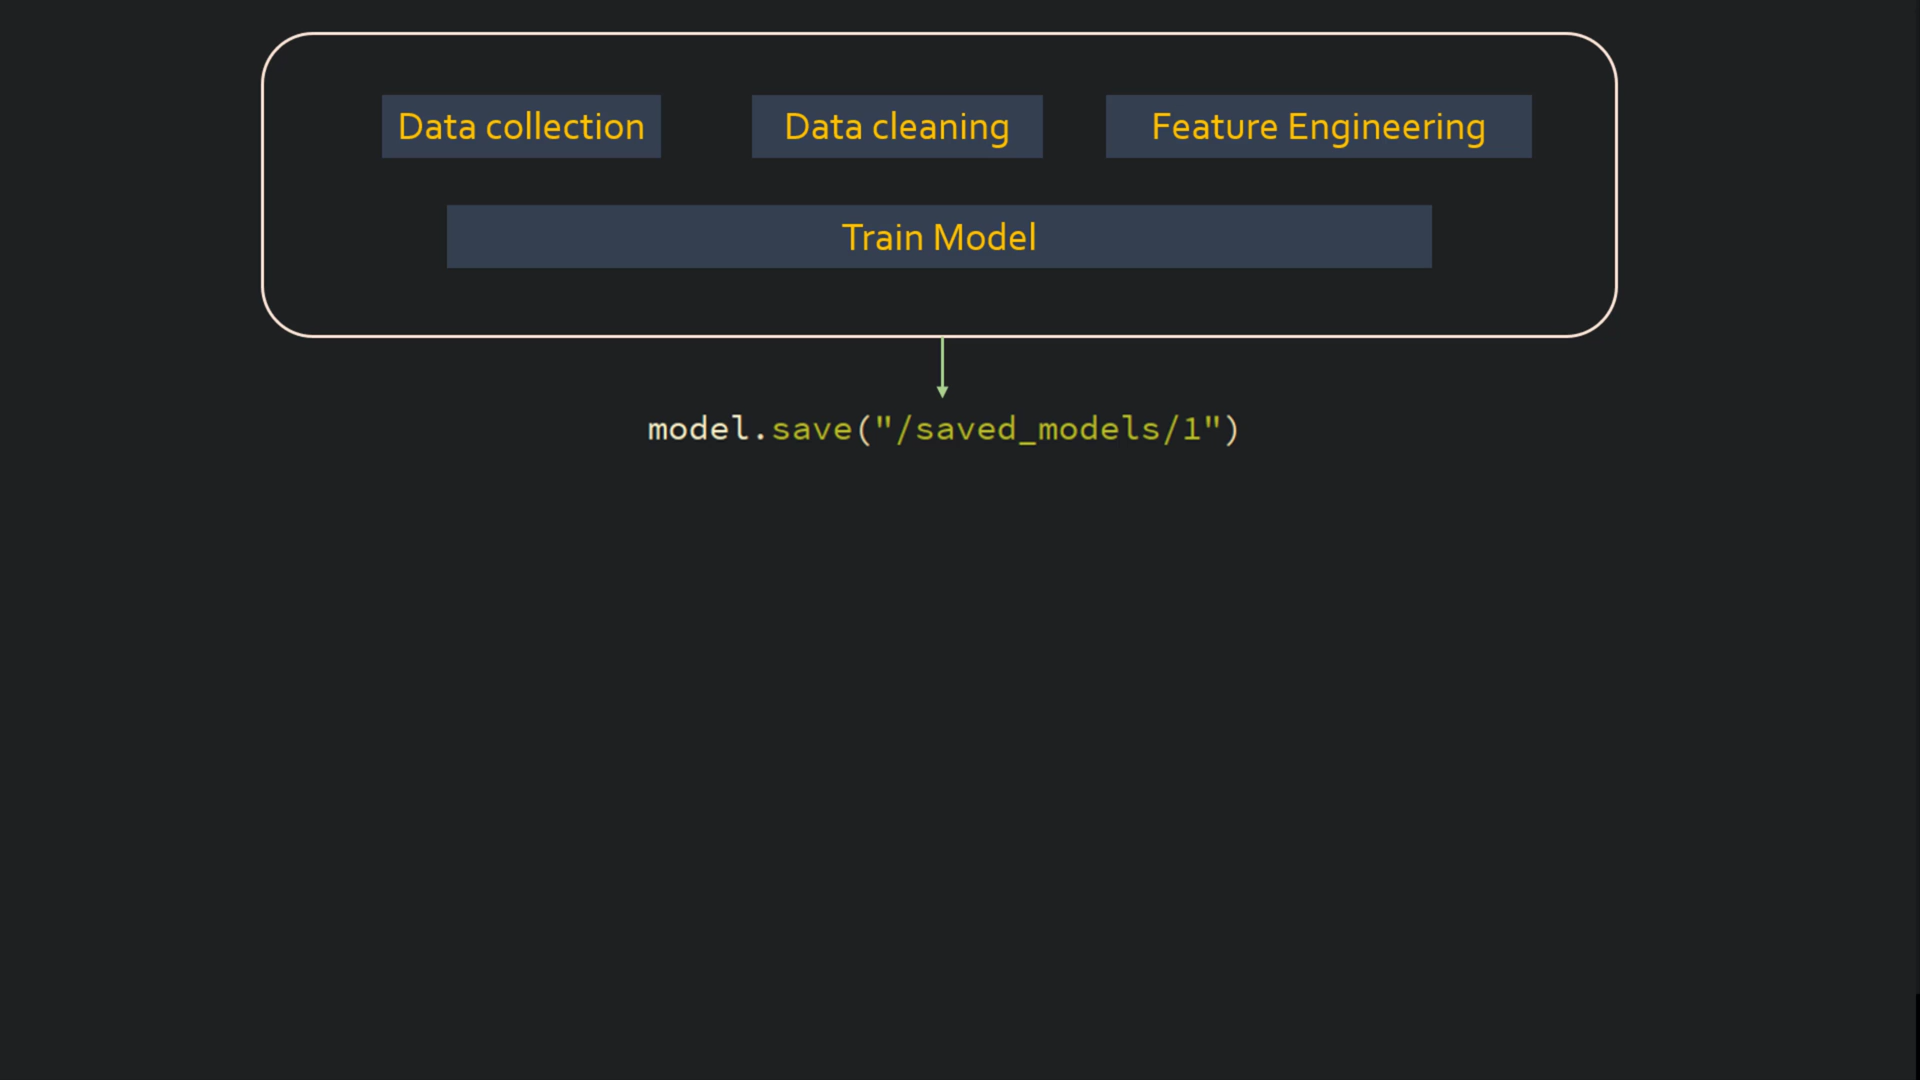 Data collection
Data cleaning
Feature Engineering
Train Model
model.save("/saved_models/1")